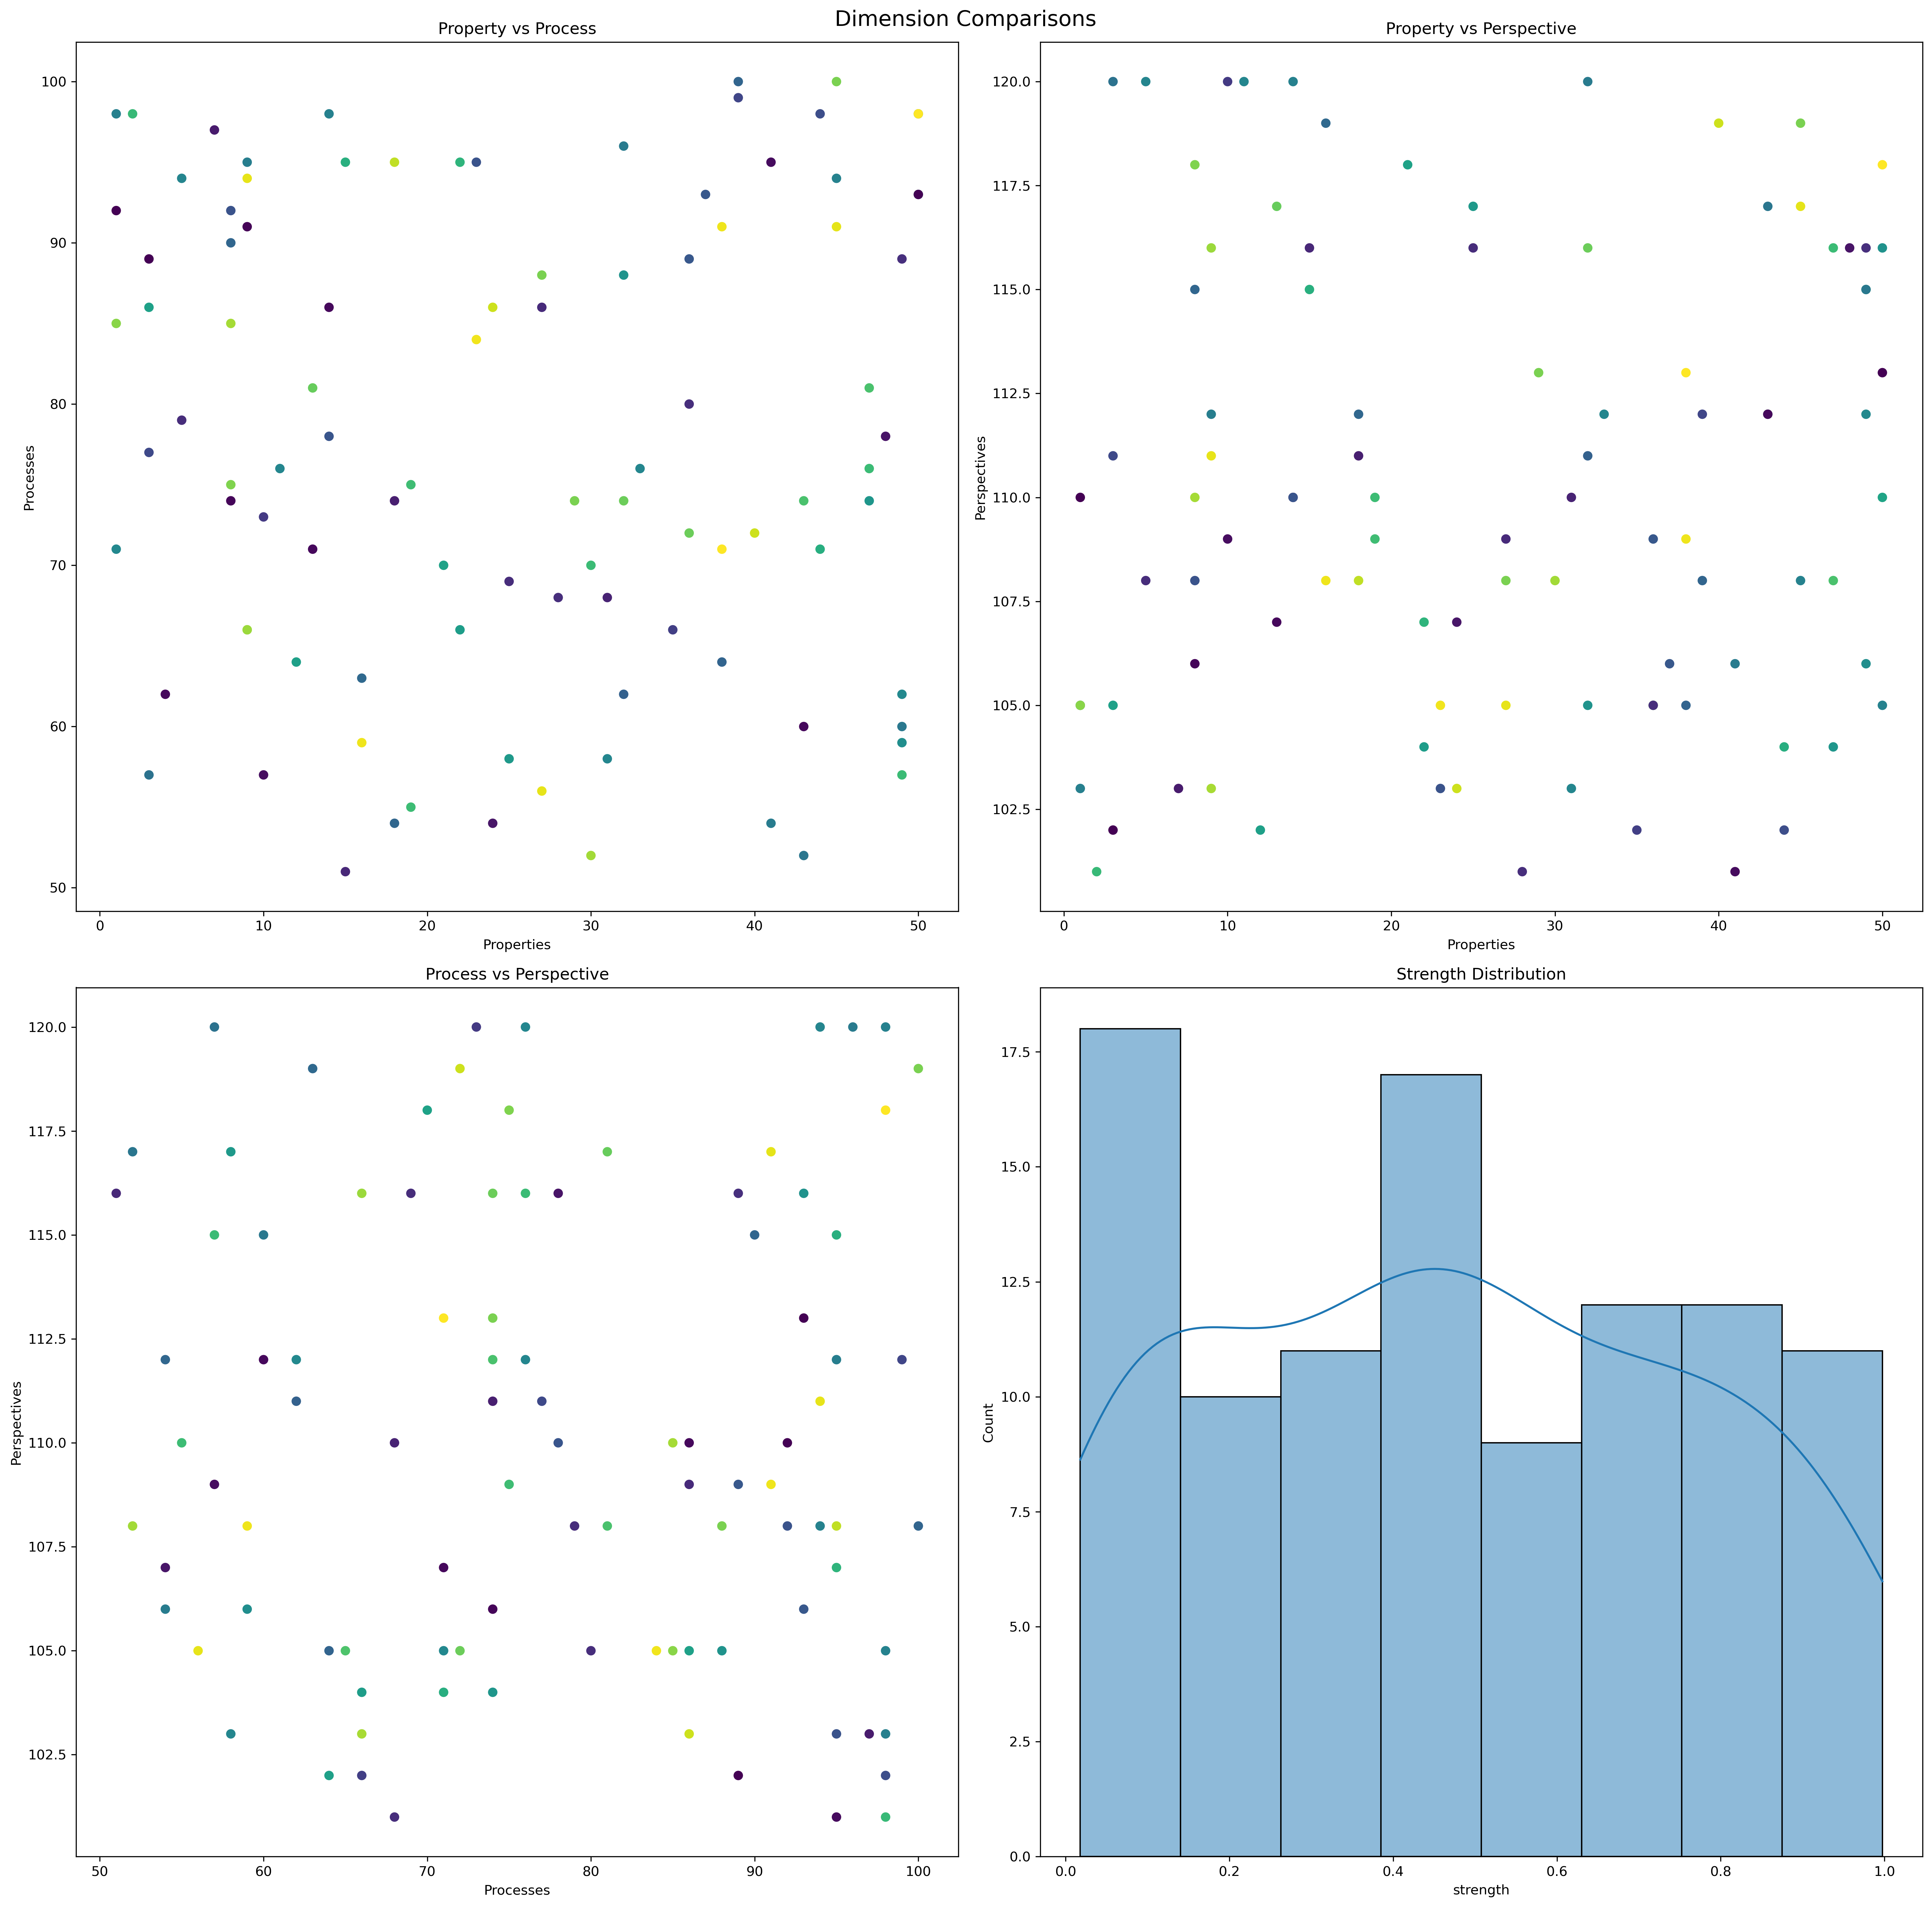 Dimension Comparisons
Property vs Process
100
90
80
70
60
50
Processes
0 10 20 30 40 50
Properties
Property vs Perspective
120.0
117.5
115.0
112.5
110.0
107.5
105.0
102.5
Perspectives
0 10 20 30 40 50
Properties
Process vs Perspective
120.0
117.5
115.0
112.5
110.0
107.5
105.0
102.5
Perspectives
50 60 70 80 90 100
Processes
Strength Distribution
17.5
15.0
12.5
10.0
7.5
5.0
2.5
0.0
Count
0.0 0.2 0.4 0.6 0.8 1.0
strength